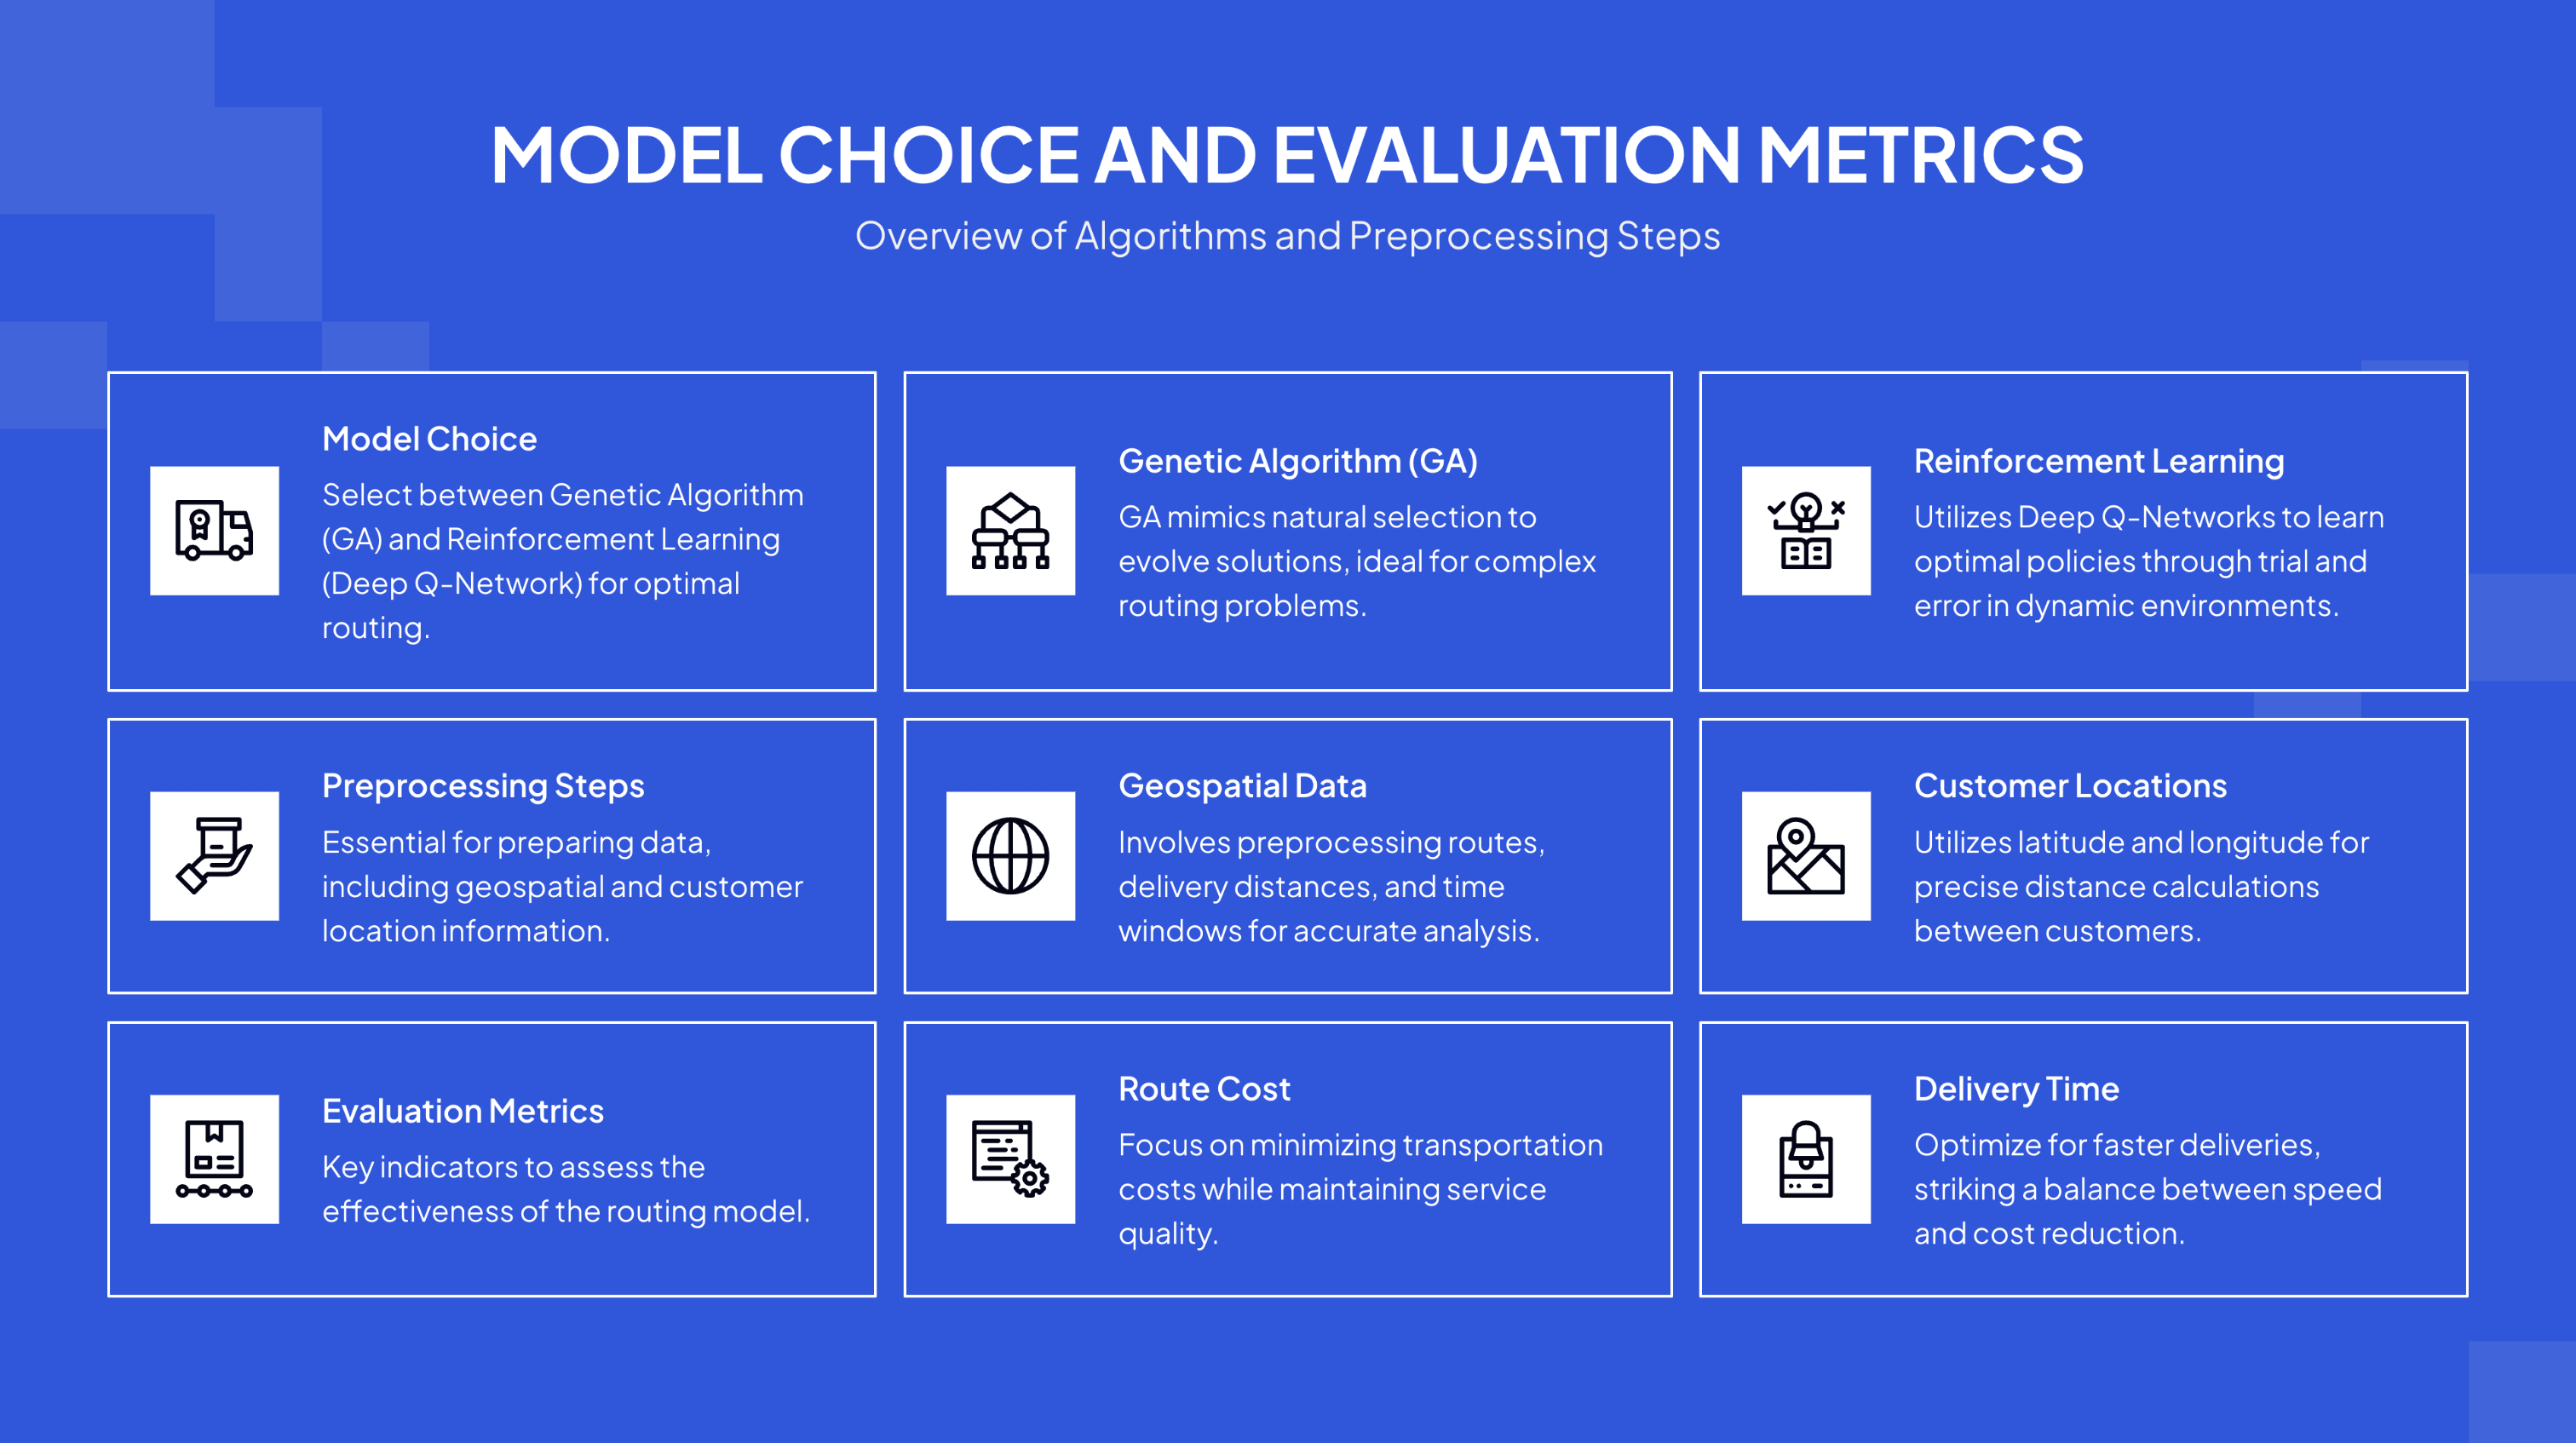 MODEL CHOICE AND EVALUATION METRICS
Overview of Algorithms and Preprocessing Steps
Model Choice
Select between Genetic Algorithm
(GA) and Reinforcement Learning
(Deep Q-Network) for optimal
routing.
Genetic Algorithm (GA)
GA mimics natural selection to
evolve solutions, ideal for complex
routing problems.
Reinforcement Learning
Utilizes Deep Q-Networks to learn
optimal policies through trial and
error in dynamic environments.
Preprocessing Steps
Essential for preparing data,
including geospatial and customer
location information.
Geospatial Data
Involves preprocessing routes,
delivery distances, and time
windows for accurate analysis.
Customer Locations
Utilizes latitude and longitude for
precise distance calculations
between customers.
Evaluation Metrics
Key indicators to assess the
effectiveness of the routing model.
Route Cost
Focus on minimizing transportation
costs while maintaining service
quality.
Delivery Time
Optimize for faster deliveries,
striking a balance between speed
and cost reduction.